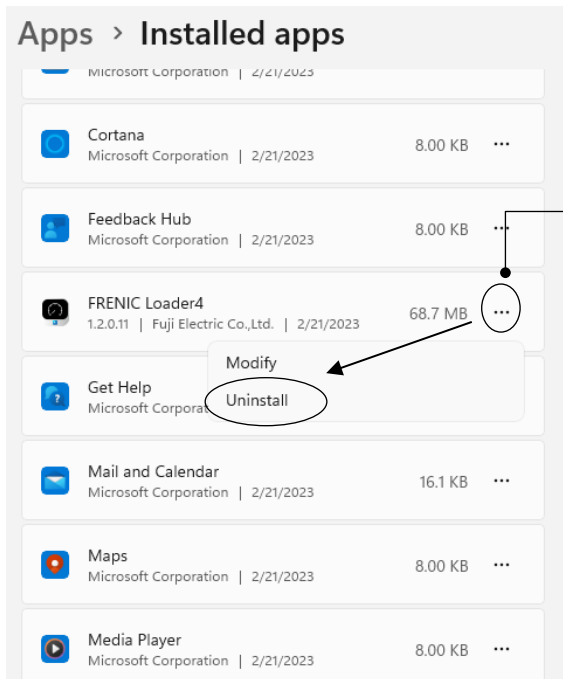 Apps > Installed apps
Microsoft Corporation | 2/21/2023
Cortana
Microsoft Corporation | 2/21/2023
8.00 KB
Feedback Hub
Microsoft Corporation | 2/21/2023
8.00 KB
FRENIC Loader4
1.2.0.11 | Fuji Electric Co.,Ltd. | 2/21/2023
68.7 MB
Modify
Uninstall
Get Help
Microsoft Corporat
Mail and Calendar
Microsoft Corporation | 2/21/2023
16.1 KB
Maps
Microsoft Corporation | 2/21/2023
8.00 KB
Media Player
Microsoft Corporation | 2/21/2023
8.00 KB